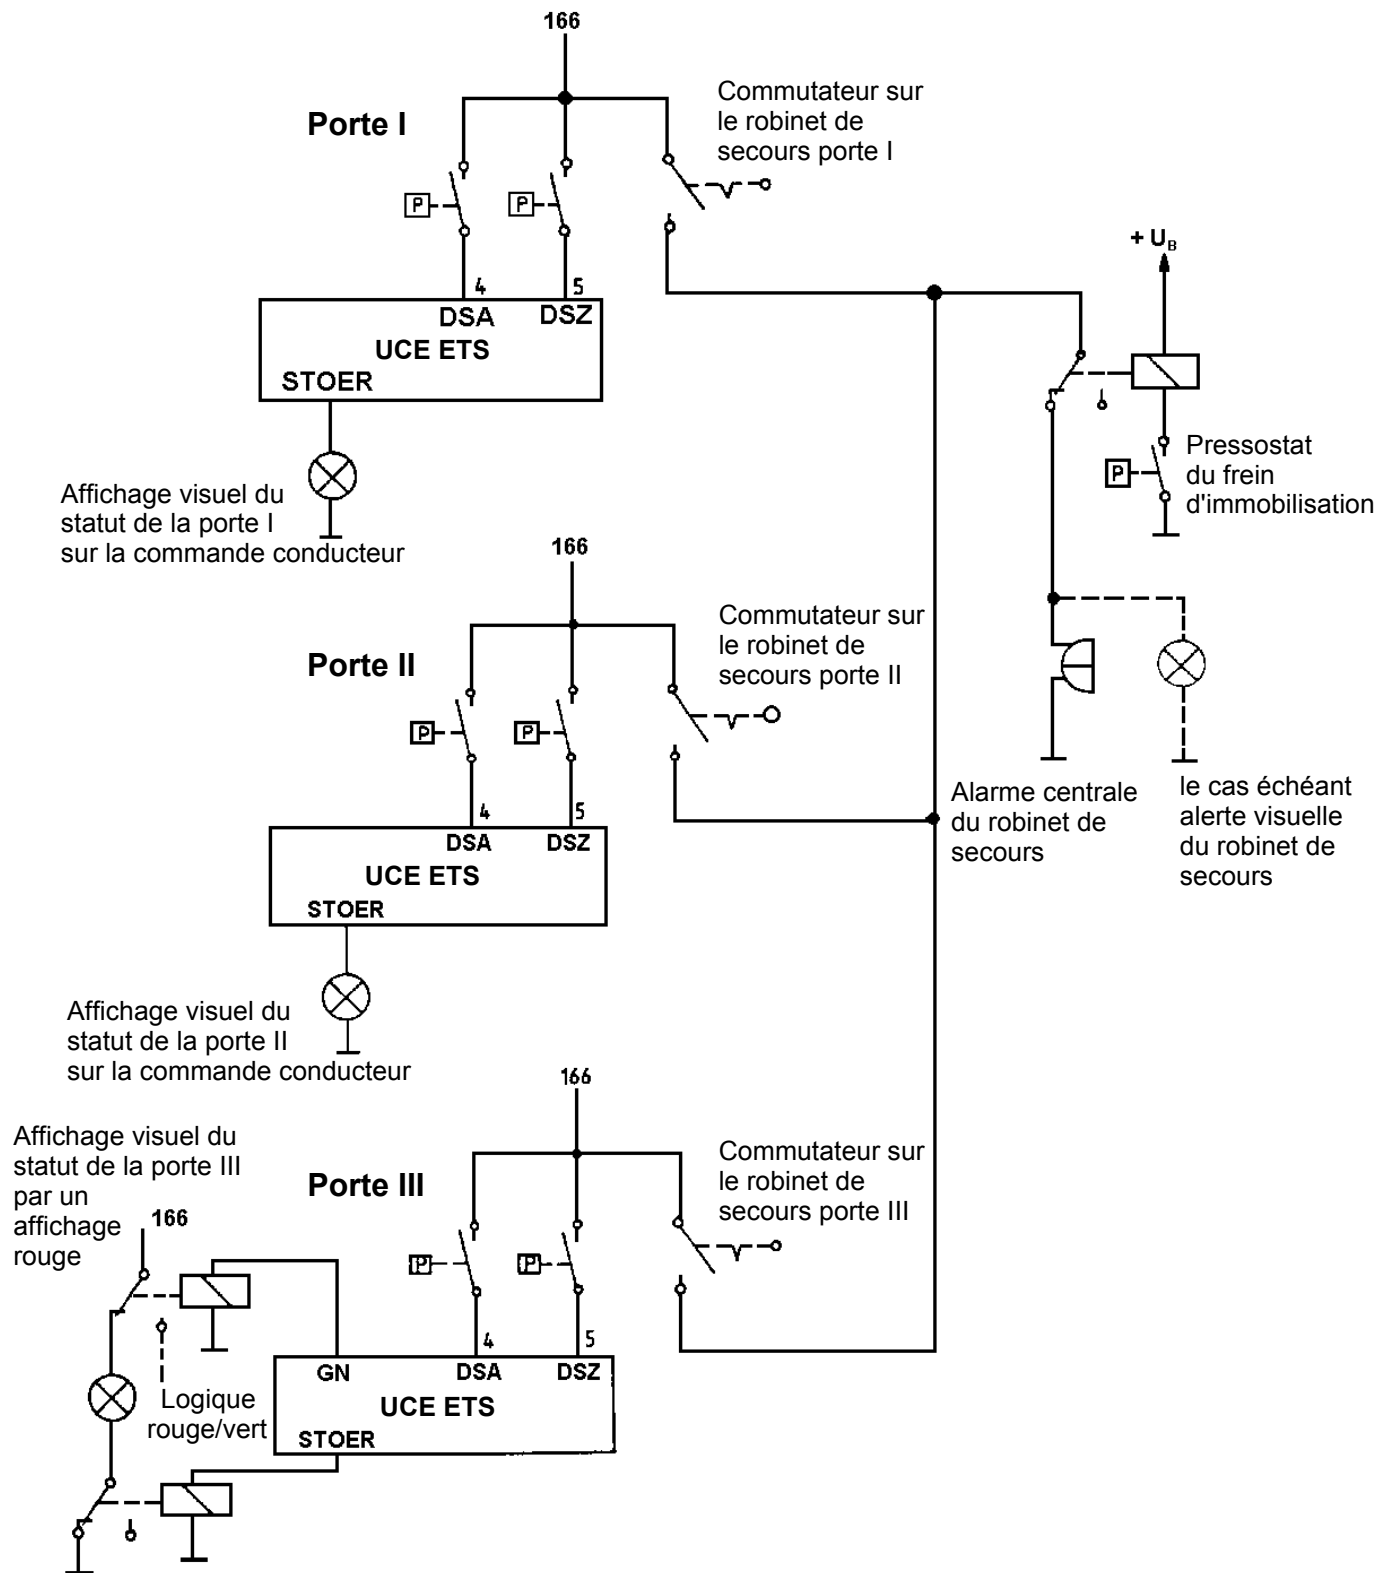 166
Porte I
Commutateur sur
le robinet de
secours porte I
P
P
4
5
DSA
DSZ
UCE ETS
STOER
+ U_B
P
Pressostat
du frein
d'immobilisation
Affichage visuel du
statut de la porte I
sur la commande conducteur
166
Porte II
Commutateur sur
le robinet de
secours porte II
P
P
4
5
DSA
DSZ
UCE ETS
STOER
Alarme centrale
du robinet de
secours
le cas échéant
alerte visuelle
du robinet de
secours
Affichage visuel du
statut de la porte II
sur la commande conducteur
166
Affichage visuel du
statut de la porte III
par un
affichage
rouge
166
Porte III
Commutateur sur
le robinet de
secours porte III
P
P
4
5
GN
DSA
DSZ
UCE ETS
STOER
Logique
rouge/vert